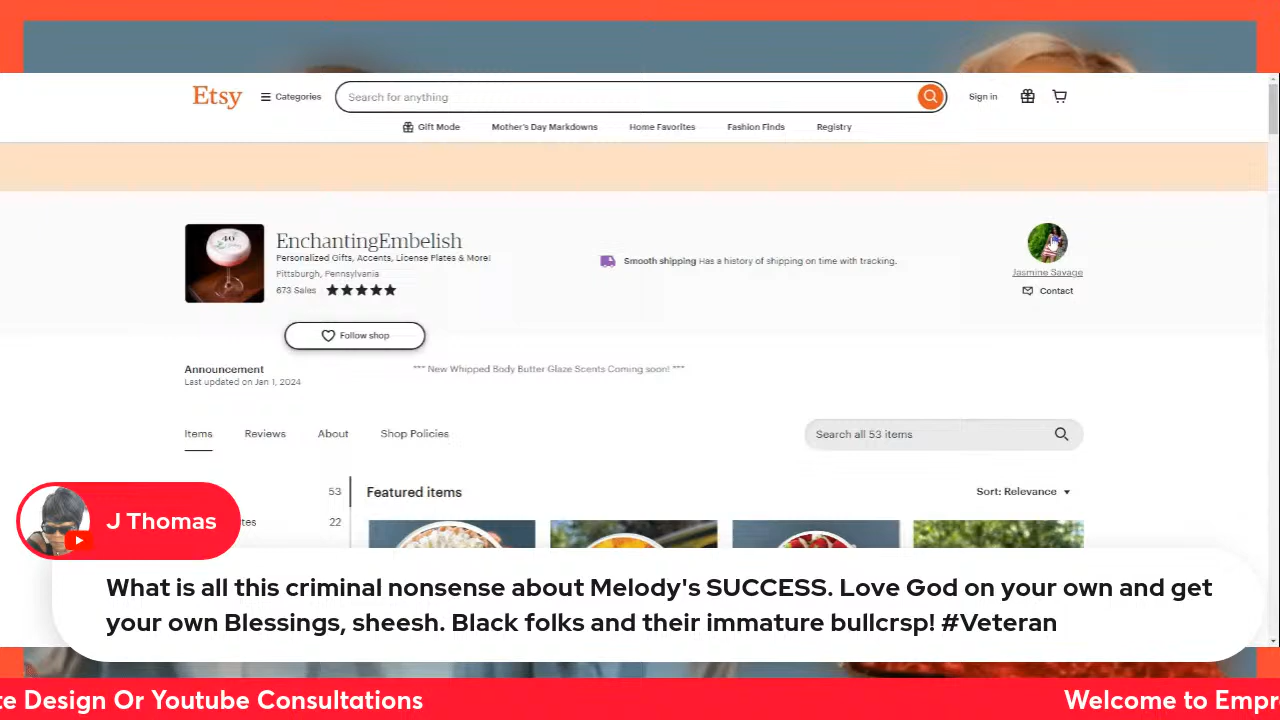 Etsy
Categories
Search for anything
Sign in
Gift Mode
Mother's Day Markdowns
Home Favorites
Fashion Finds
Registry
40
EnchantingEmbelish
Personalized Gifts, Accents, License Plates & More!
Pittsburgh, Pennsylvania
673 Sales
Smooth shipping Has a history of shipping on time with tracking.
Jasmine Savage
Contact
Follow shop
Announcement
Last updated on Jan 1, 2024
*** New Whipped Body Butter Glaze Scents Coming soon! ***
Items
Reviews
About
Shop Policies
Search all 53 items
53
Featured items
Sort: Relevance
tes
22
J Thomas
What is all this criminal nonsense about Melody's SUCCESS. Love God on your own and get
your own Blessings, sheesh. Black folks and their immature bullcrsp! #Veteran
te Design Or Youtube Consultations
Welcome to Empr